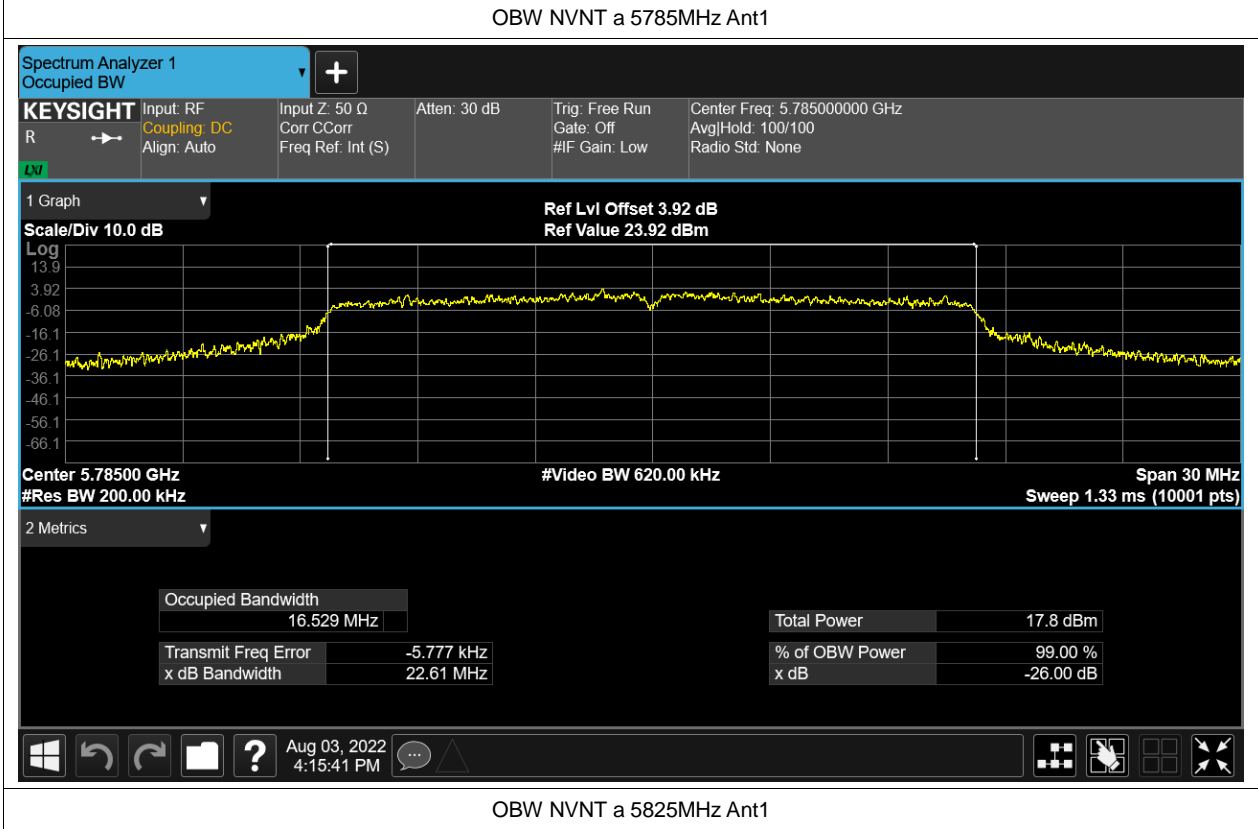 OBW NVNT a 5785MHz Ant1
Spectrum Analyzer 1
Occupied BW
+
KEYSIGHT
R
LXI
Input: RF
Coupling: DC
Align: Auto
Input Z: 50 Ω
Corr CCorr
Freq Ref: Int (S)
Atten: 30 dB
Trig: Free Run
Gate: Off
#IF Gain: Low
Center Freq: 5.785000000 GHz
Avg|Hold: 100/100
Radio Std: None
1 Graph
Scale/Div 10.0 dB
Ref Lvl Offset 3.92 dB
Ref Value 23.92 dBm
Log
13.9
3.92
-6.08
-16.1
-26.1
-36.1
-46.1
-56.1
-66.1
Center 5.78500 GHz
#Video BW 620.00 kHz
Span 30 MHz
#Res BW 200.00 kHz
Sweep 1.33 ms (10001 pts)
2 Metrics
Occupied Bandwidth
16.529 MHz
Transmit Freq Error -5.777 kHz
x dB Bandwidth 22.61 MHz
Total Power 17.8 dBm
% of OBW Power 99.00 %
x dB -26.00 dB
?
Aug 03, 2022
4:15:41 PM
OBW NVNT a 5825MHz Ant1